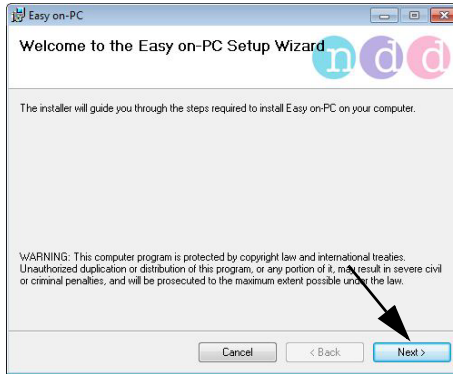 Easy on-PC
Welcome to the Easy on-PC Setup Wizard
ndd
The installer will guide you through the steps required to install Easy on-PC on your computer.
WARNING: This computer program is protected by copyright law and international treaties.
Unauthorized duplication or distribution of this program, or any portion of it, may result in severe civil
or criminal penalties, and will be prosecuted to the maximum extent possible under the law.
Cancel < Back Next >